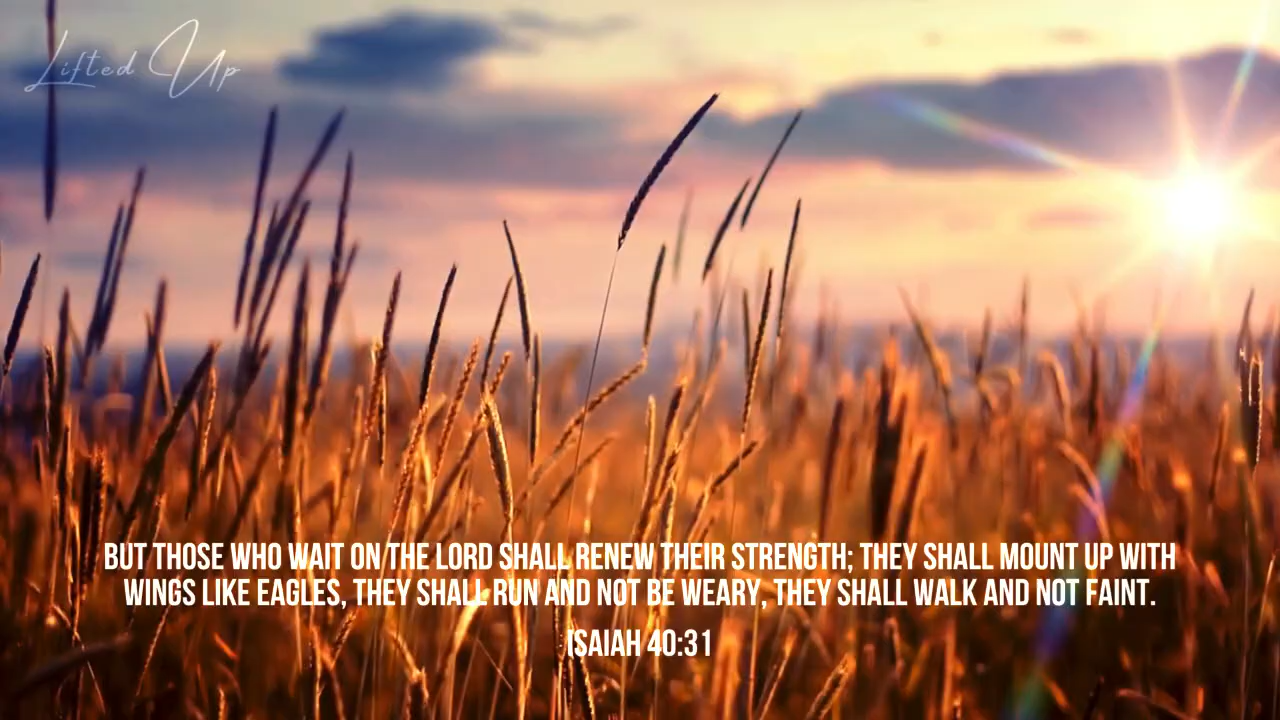 Lifted Up
BUT THOSE WHO WAIT ON THE LORD SHALL RENEW THEIR STRENGTH; THEY SHALL MOUNT UP WITH
WINGS LIKE EAGLES, THEY SHALL RUN AND NOT BE WEARY, THEY SHALL WALK AND NOT FAINT.
ISAIAH 40:31